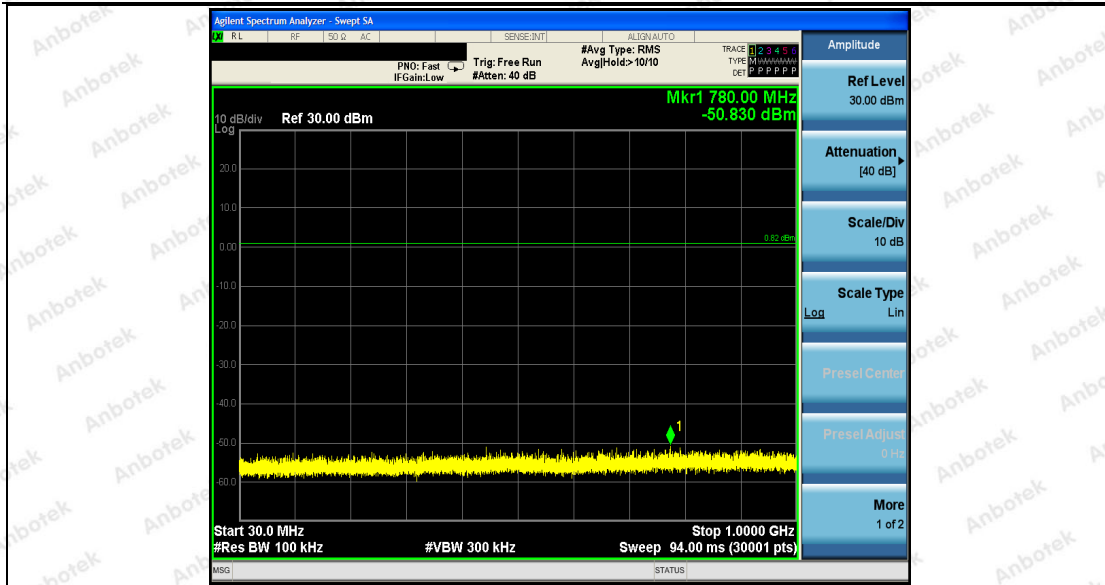 Agilent Spectrum Analyzer - Swept SA
RL RF 50 Ω AC SENSE:INT ALIGN AUTO
#Avg Type: RMS
Avg|Hold:>10/10
TRACE 1 2 3 4 5 6
TYPE M
DET P P P P P P
PNO: Fast
IFGain:Low
Trig: Free Run
#Atten: 40 dB
Mkr1 780.00 MHz
-50.830 dBm
10 dB/div Ref 30.00 dBm
Log
20.0
10.0
0.00
0.82 dBm
-10.0
-20.0
-30.0
-40.0
1
-50.0
-60.0
Start 30.0 MHz Stop 1.0000 GHz
#Res BW 100 kHz #VBW 300 kHz Sweep 94.00 ms (30001 pts)
MSG STATUS
Amplitude
Ref Level
30.00 dBm
Attenuation
[40 dB]
Scale/Div
10 dB
Scale Type
Log Lin
Presel Center
Presel Adjust
0 Hz
More
1 of 2
Anbotek